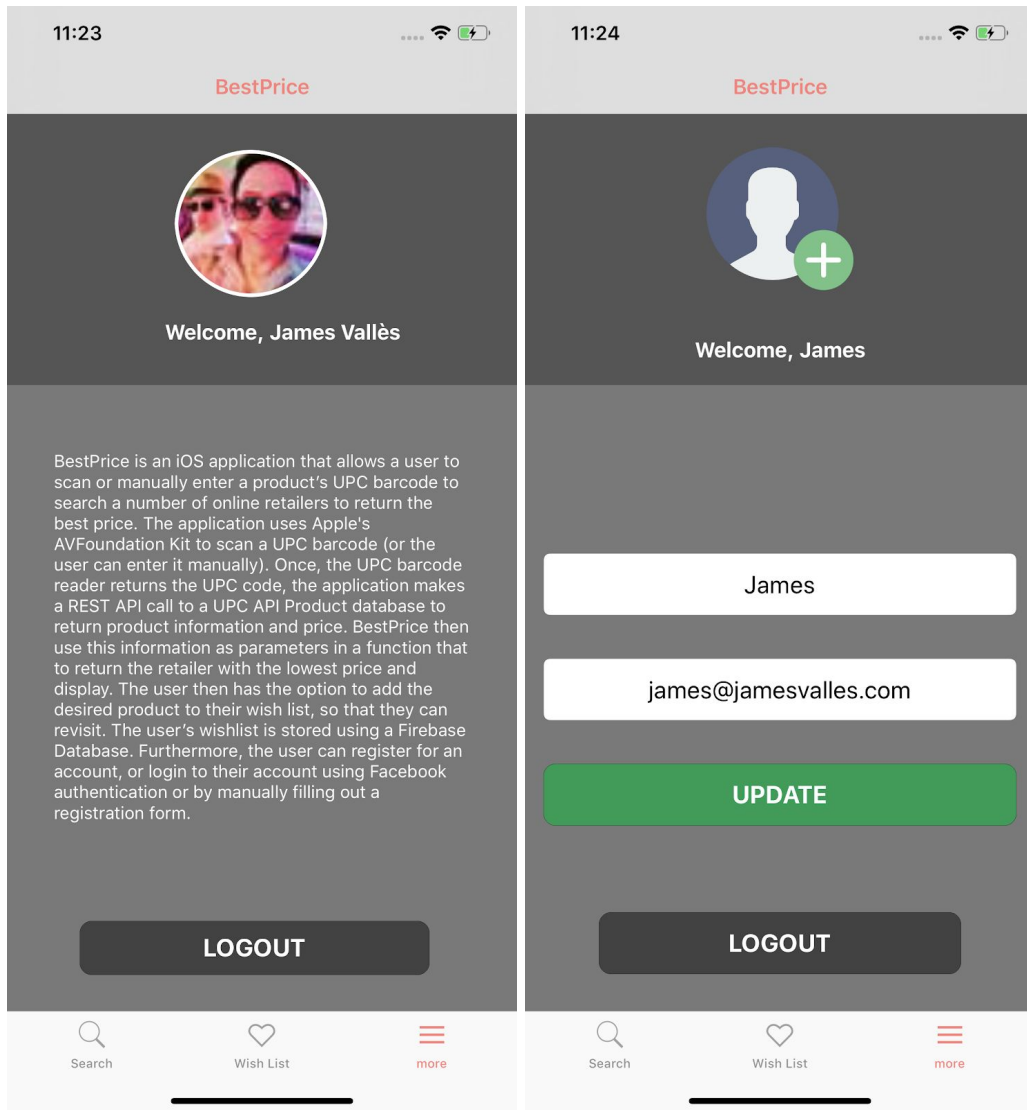 11:23
BestPrice
Welcome, James Vallès
BestPrice is an iOS application that allows a user to
scan or manually enter a product's UPC barcode to
search a number of online retailers to return the
best price. The application uses Apple's
AVFoundation Kit to scan a UPC barcode (or the
user can enter it manually). Once, the UPC barcode
reader returns the UPC code, the application makes
a REST API call to a UPC API Product database to
return product information and price. BestPrice then
use this information as parameters in a function that
to return the retailer with the lowest price and
display. The user then has the option to add the
desired product to their wish list, so that they can
revisit. The user's wishlist is stored using a Firebase
Database. Furthermore, the user can register for an
account, or login to their account using Facebook
authentication or by manually filling out a
registration form.
LOGOUT
Search
Wish List
more
11:24
BestPrice
Welcome, James
James
james@jamesvalles.com
UPDATE
LOGOUT
Search
Wish List
more